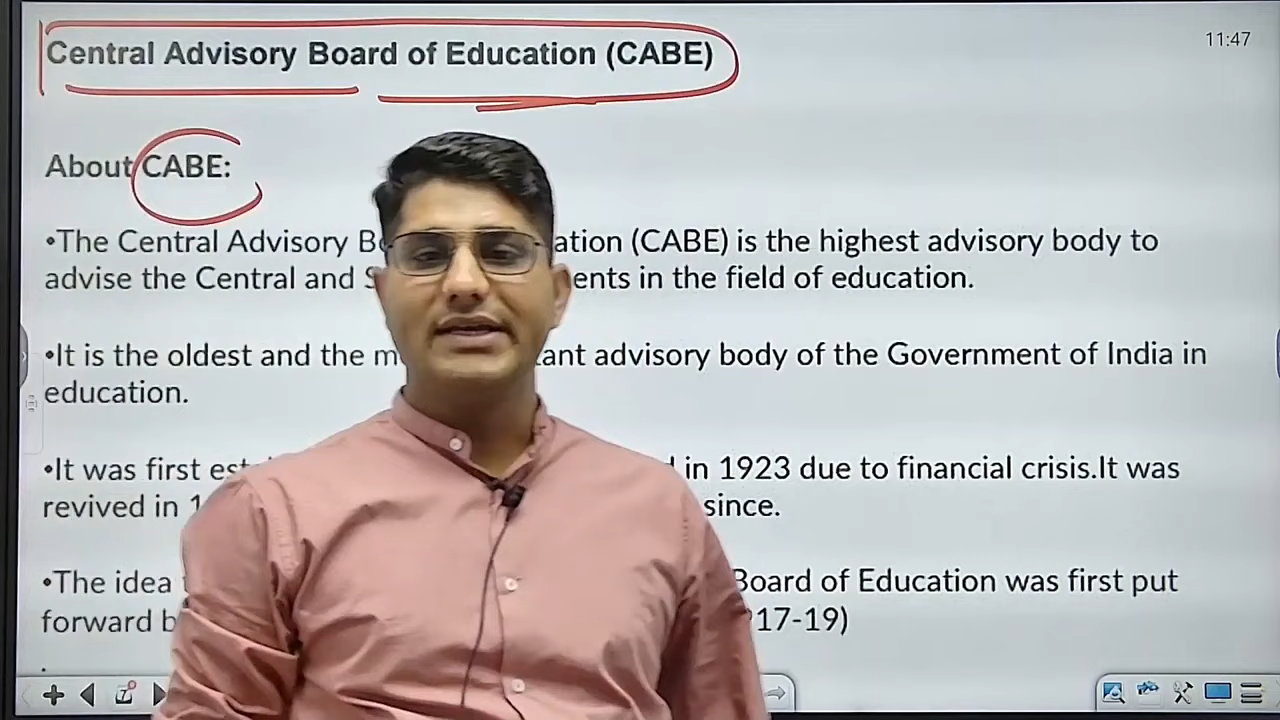 Central Advisory Board of Education (CABE)
11:47
About CABE:
•The Central Advisory ation (CABE) is the highest advisory body to
advise the Central and ents in the field of education.
•It is the oldest and the ant advisory body of the Government of India in
education.
•It was first in 1923 due to financial crisis.It was
revived in since.
•The idea Board of Education was first put
forward 17-19)